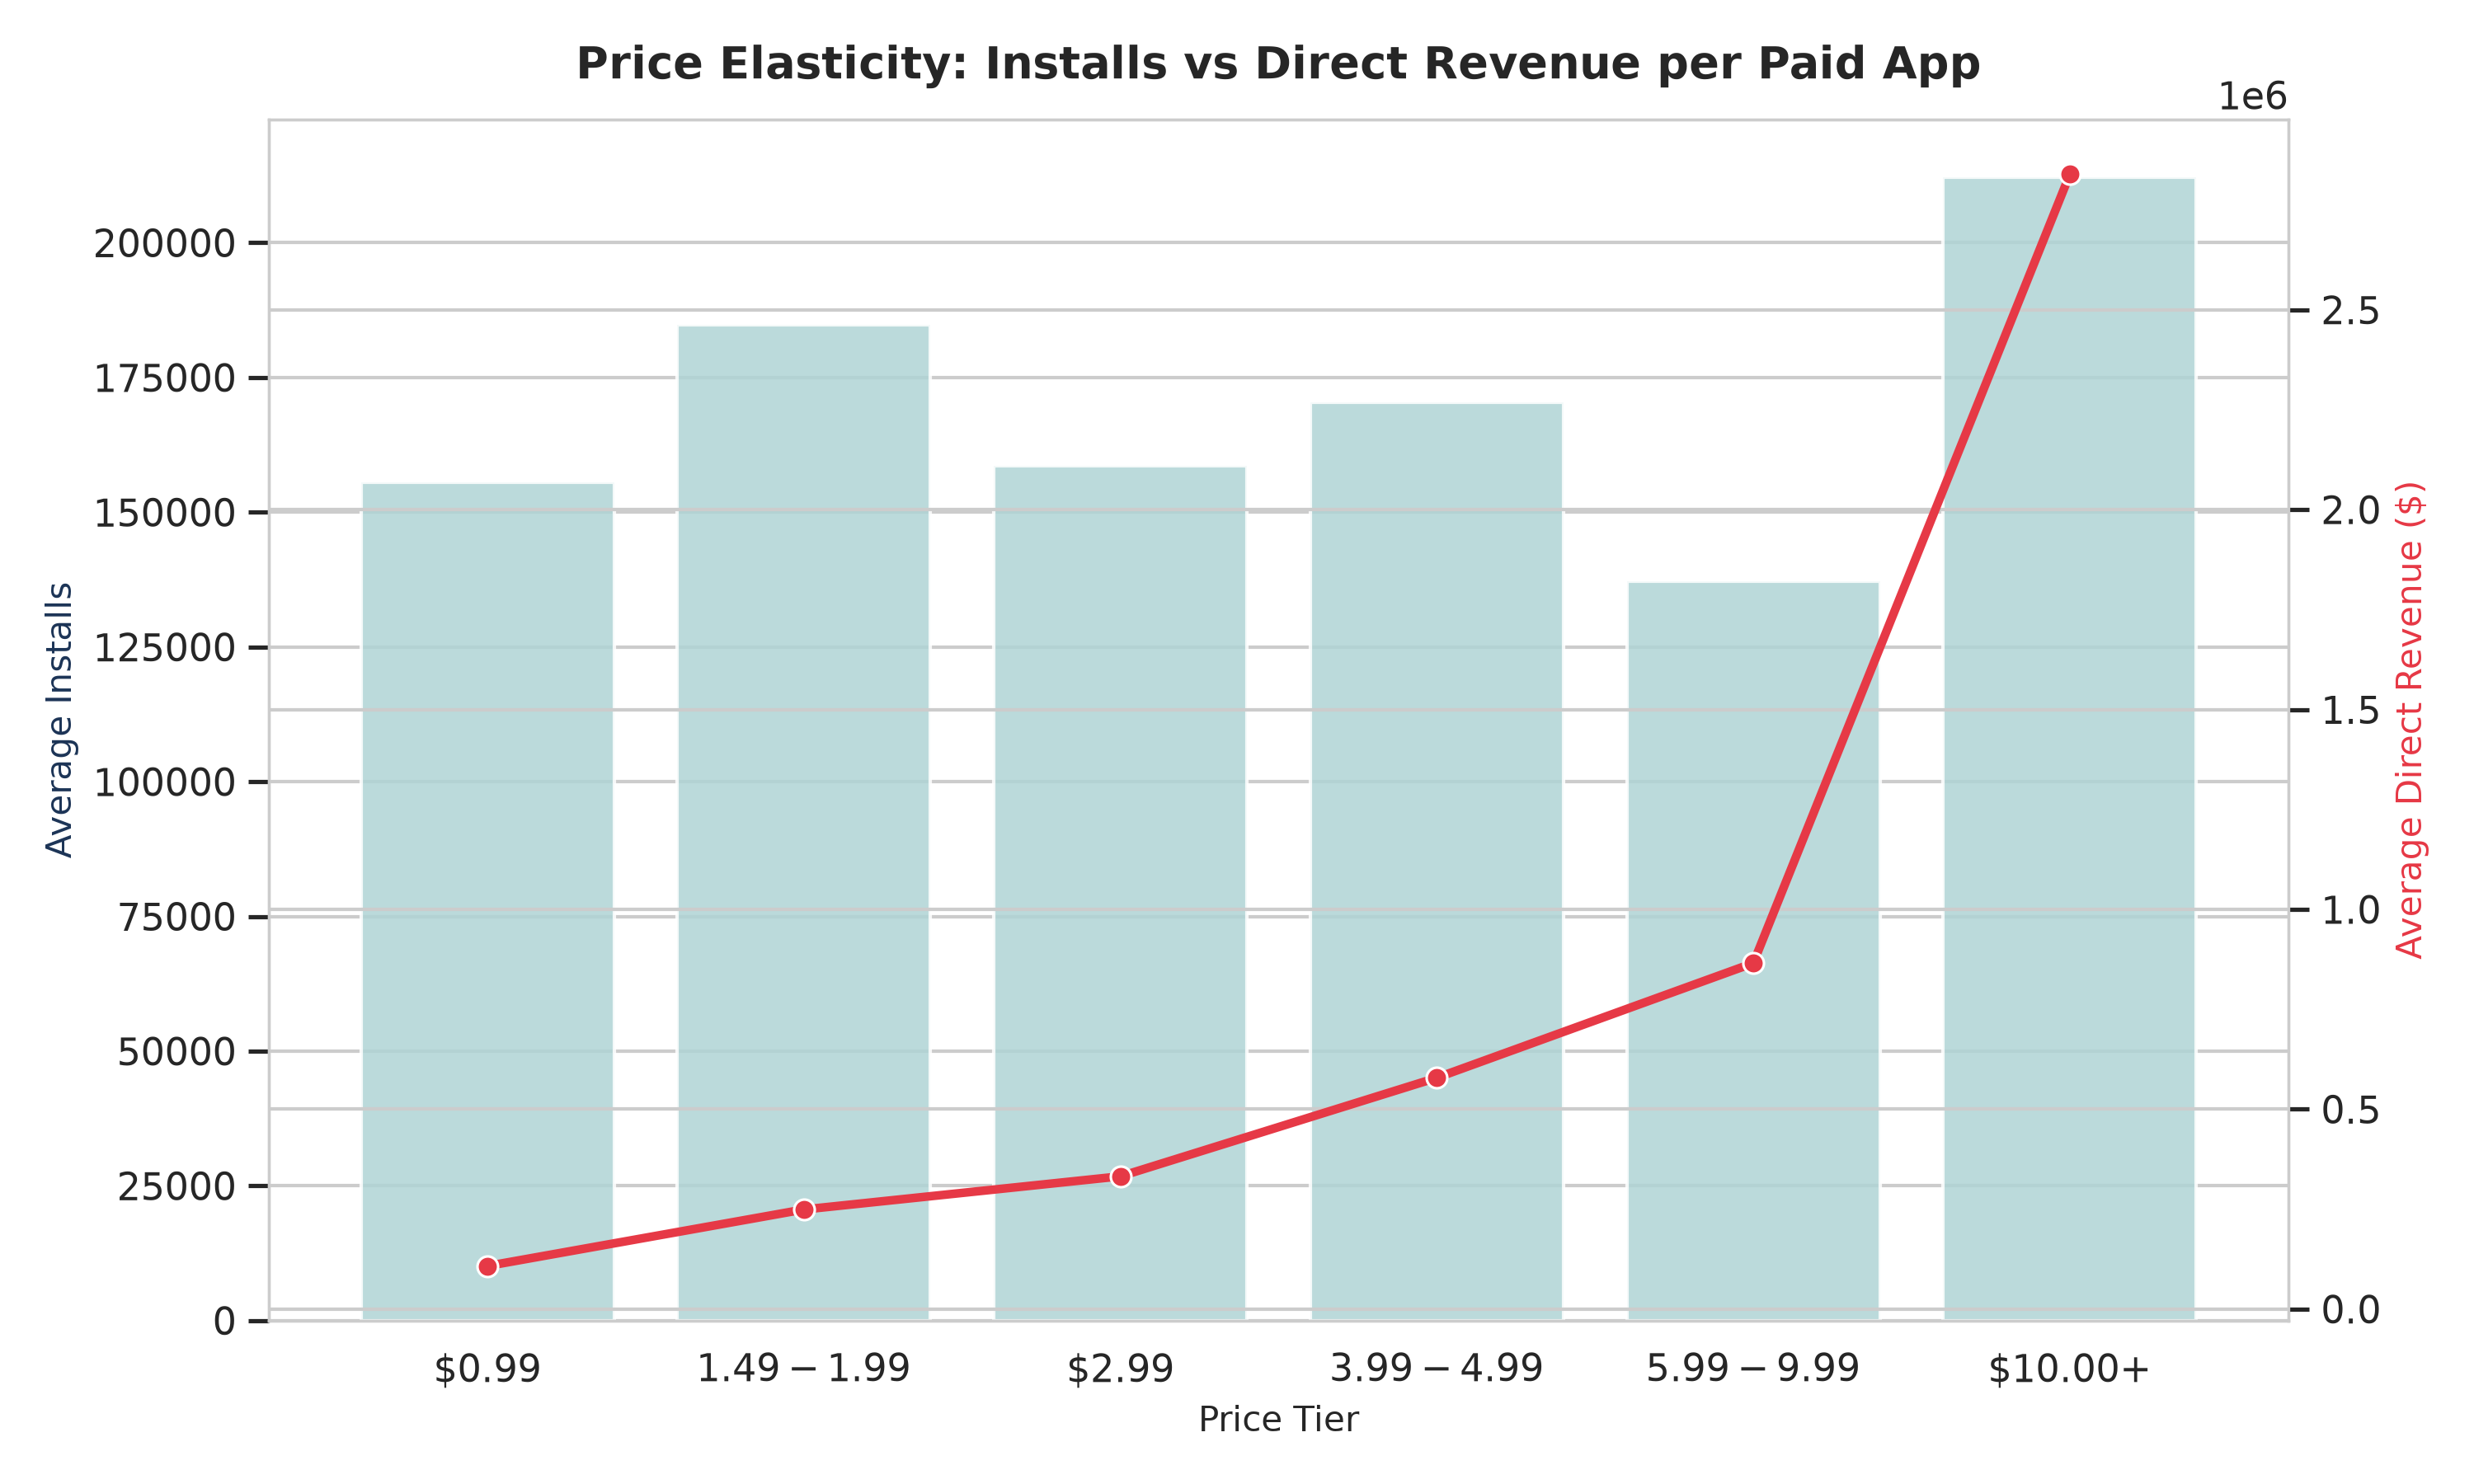 Price Elasticity: Installs vs Direct Revenue per Paid App
1e6
200000
175000
150000
125000
100000
75000
50000
25000
0
Average Installs
2.5
2.0
1.5
1.0
0.5
0.0
Average Direct Revenue ($)
$0.99
1.49 − 1.99
$2.99
3.99 − 4.99
5.99 − 9.99
$10.00+
Price Tier